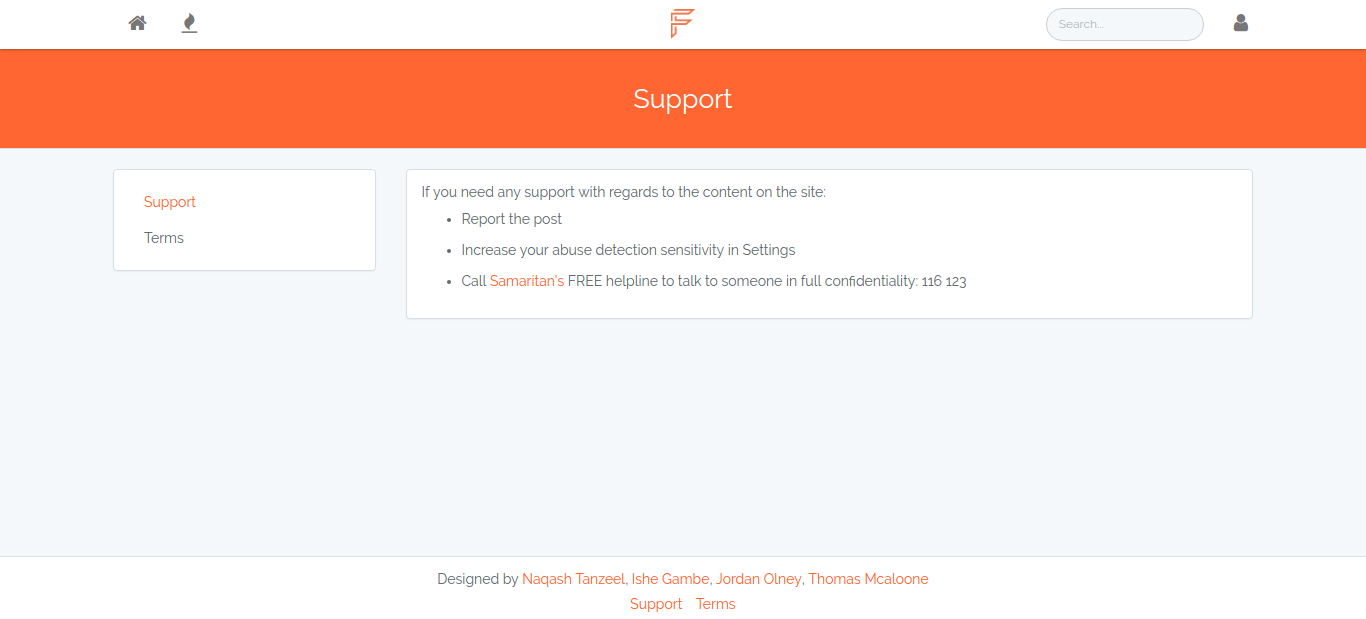 Search...
Support
Support
Terms
If you need any support with regards to the content on the site:
• Report the post
• Increase your abuse detection sensitivity in Settings
• Call Samaritan's FREE helpline to talk to someone in full confidentiality: 116 123
Designed by Naqash Tanzeel, Ishe Gambe, Jordan Olney, Thomas Mcaloone
Support Terms